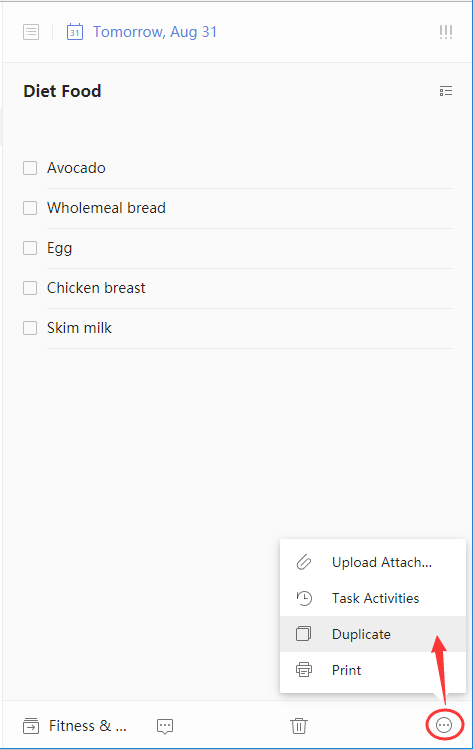 31 Tomorrow, Aug 31
Diet Food
Avocado
Wholemeal bread
Egg
Chicken breast
Skim milk
Upload Attach...
Task Activities
Duplicate
Print
Fitness & ...